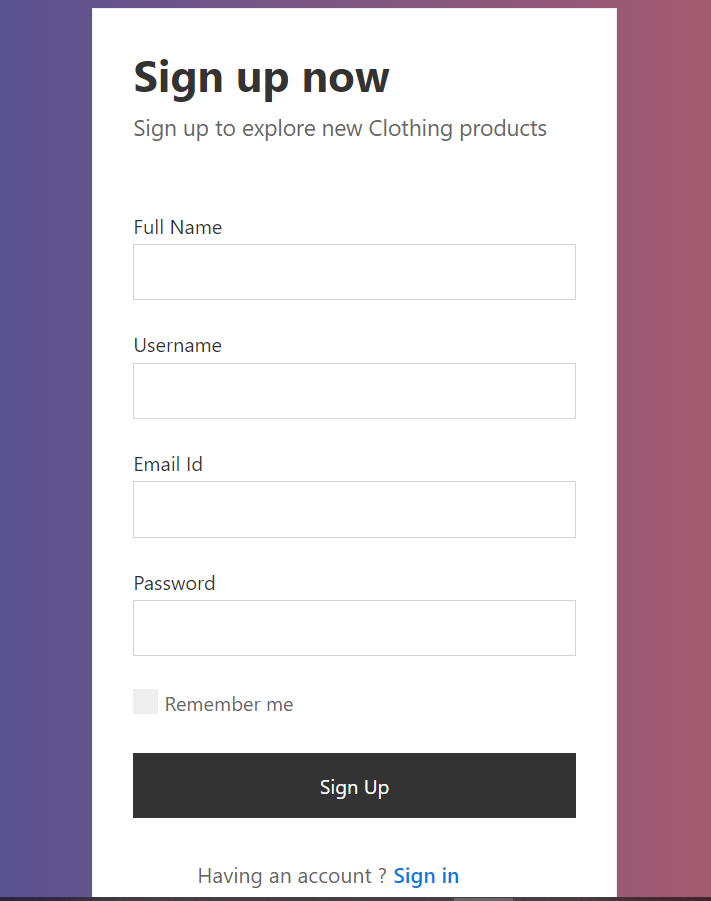 Sign up now
Sign up to explore new Clothing products
Full Name
Username
Email Id
Password
Remember me
Sign Up
Having an account ? Sign in